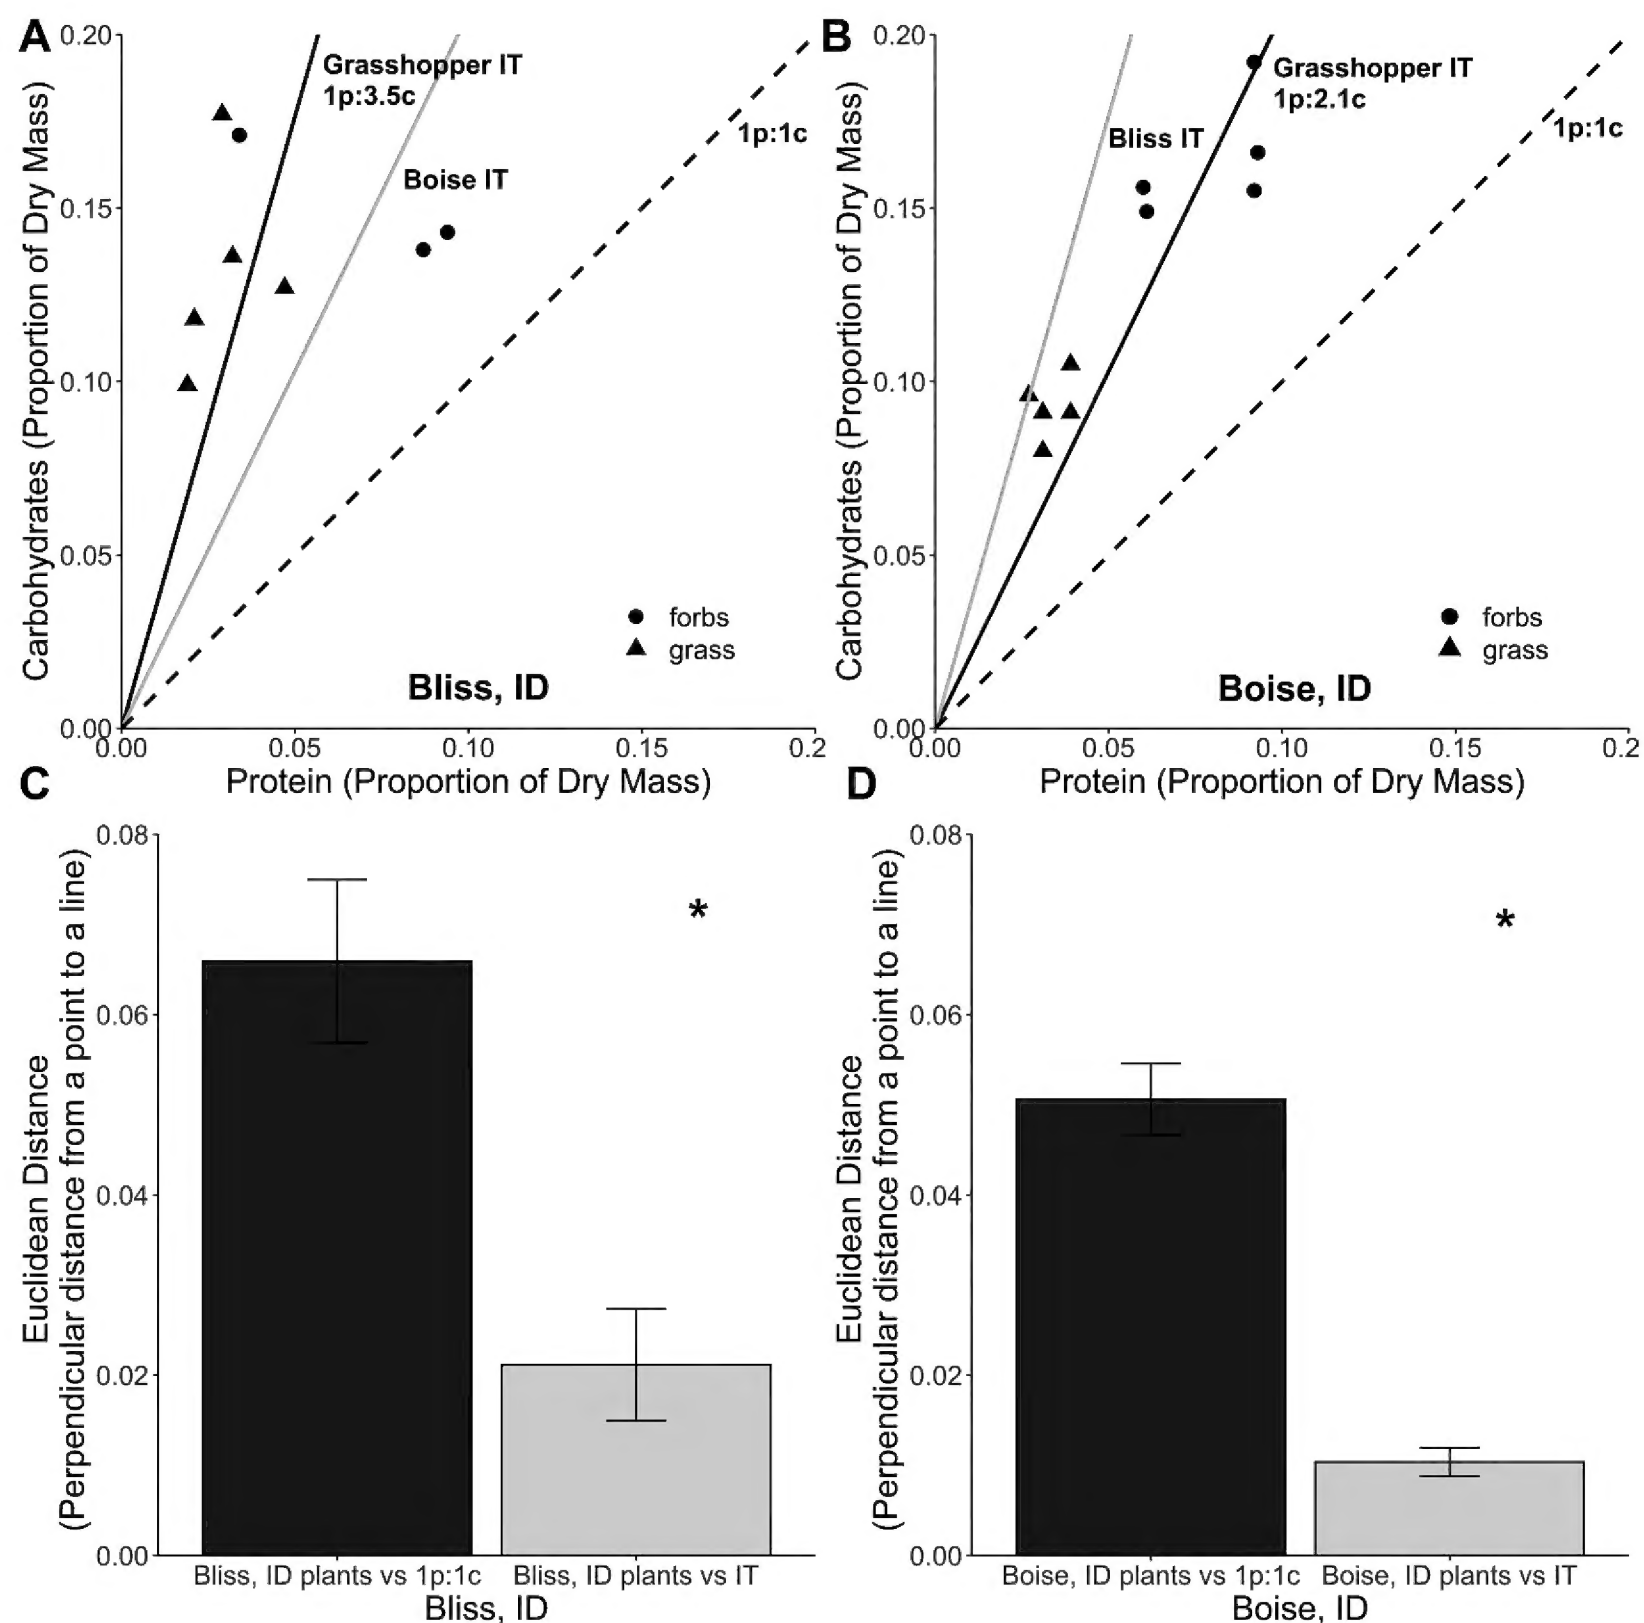 A
0.20
0.15
0.10
0.05
0.00
Carbohydrates (Proportion of Dry Mass)
Grasshopper IT
1p:3.5c
Boise IT
1p:1c
forbs
grass
Bliss, ID
0.00 0.05 0.10 0.15 0.2
Protein (Proportion of Dry Mass)
B
0.20
0.15
0.10
0.05
0.00
Carbohydrates (Proportion of Dry Mass)
Grasshopper IT
1p:2.1c
Bliss IT
1p:1c
forbs
grass
Boise, ID
0.00 0.05 0.10 0.15 0.2
Protein (Proportion of Dry Mass)
C
0.08
0.06
0.04
0.02
0.00
Euclidean Distance
(Perpendicular distance from a point to a line)
*
Bliss, ID plants vs 1p:1c Bliss, ID plants vs IT
Bliss, ID
D
0.08
0.06
0.04
0.02
0.00
Euclidean Distance
(Perpendicular distance from a point to a line)
*
Boise, ID plants vs 1p:1c Boise, ID plants vs IT
Boise, ID